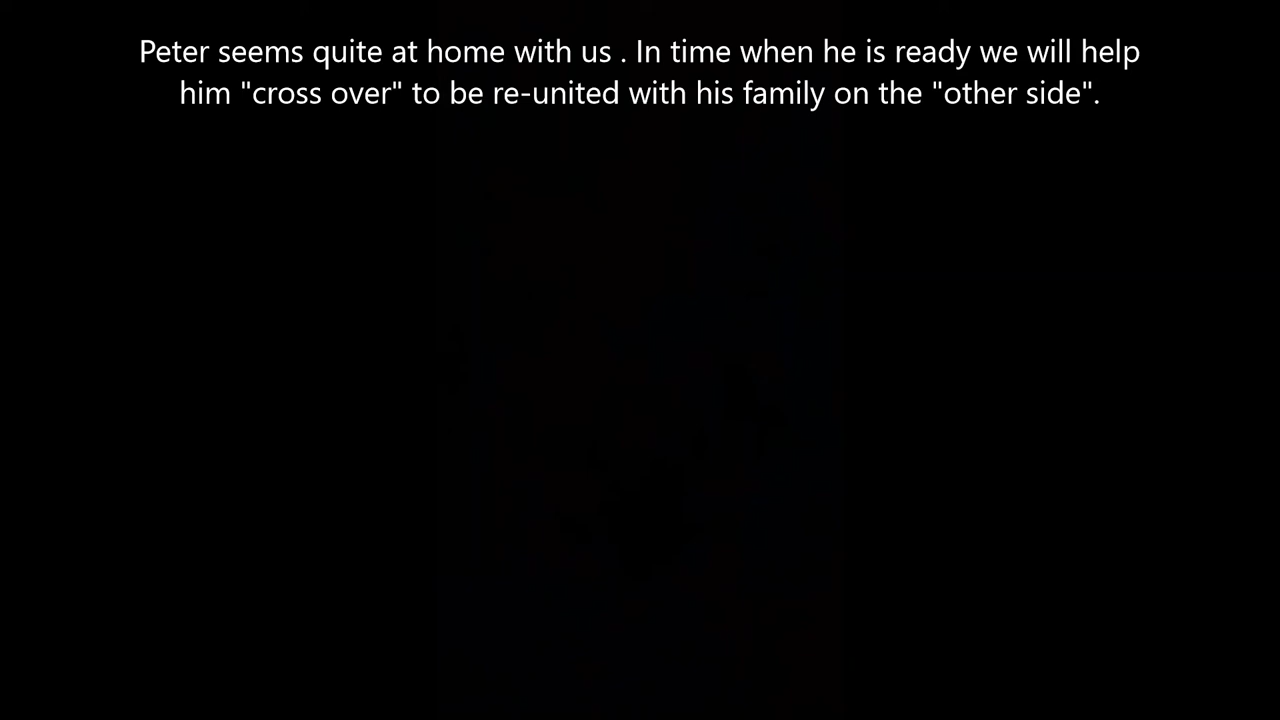 Peter seems quite at home with us . In time when he is ready we will help
him "cross over" to be re-united with his family on the "other side".